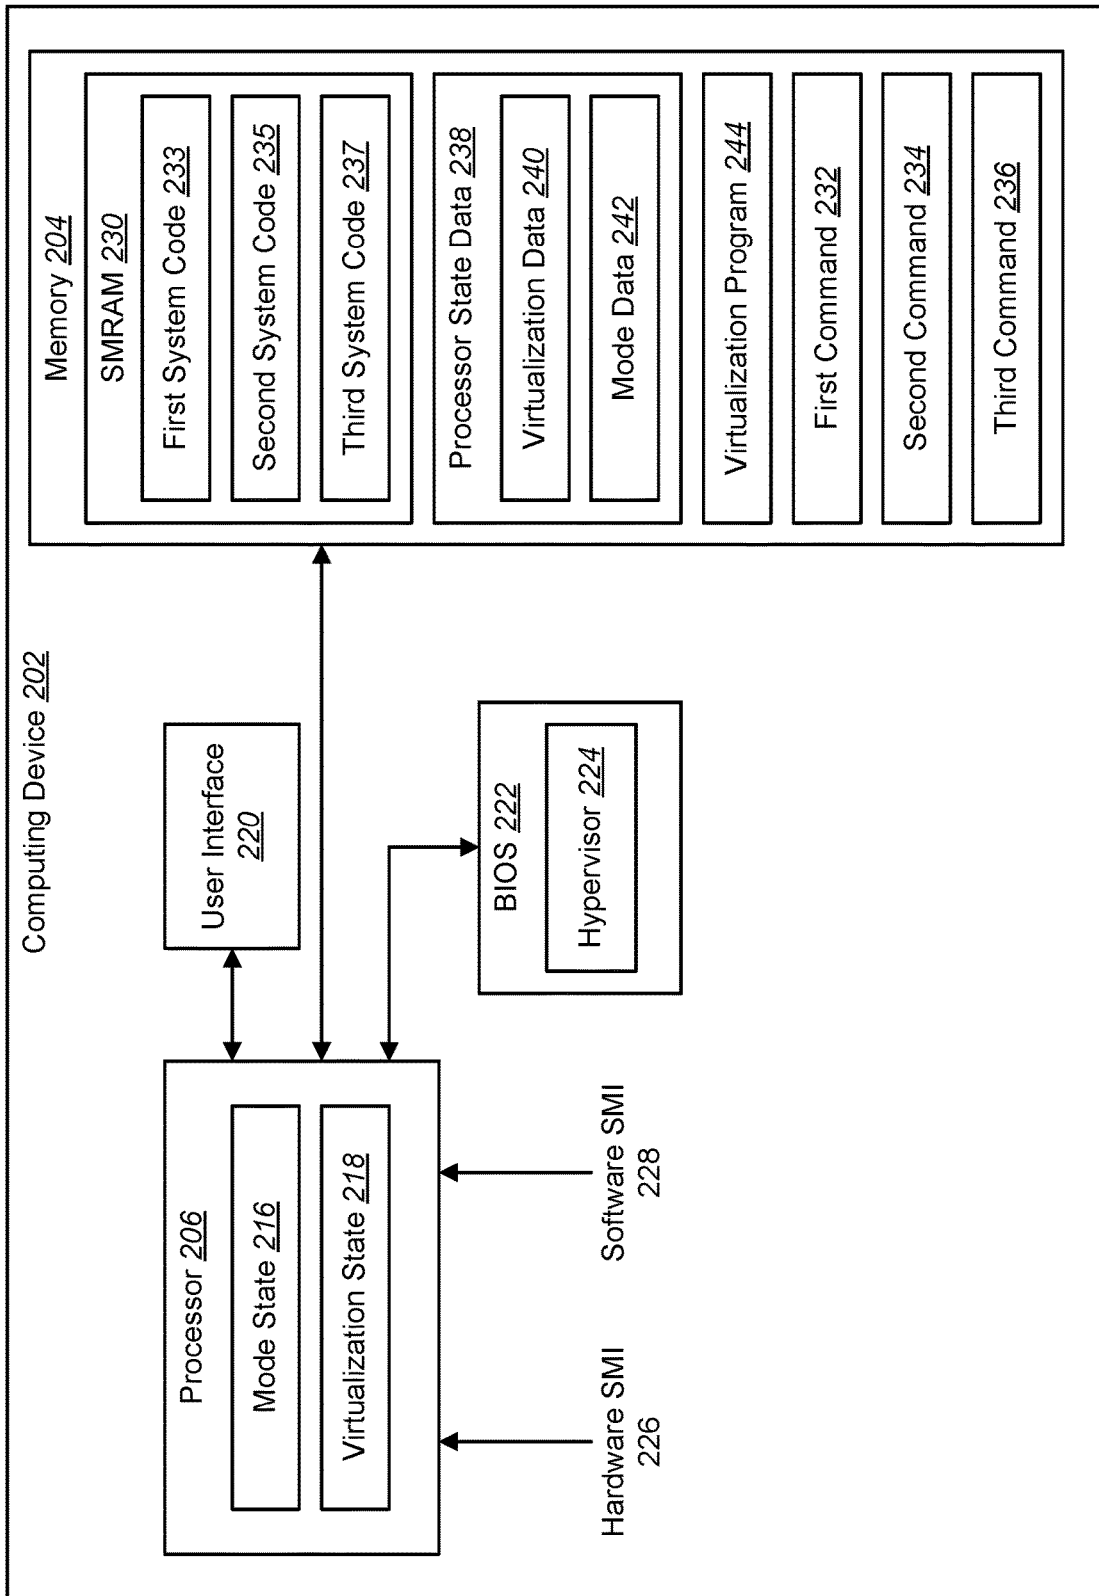 Computing Device 202
Processor 206
Mode State 216
Virtualization State 218
Hardware SMI
226
Software SMI
228
User Interface
220
BIOS 222
Hypervisor 224
Memory 204
SMRAM 230
First System Code 233
Second System Code 235
Third System Code 237
Processor State Data 238
Virtualization Data 240
Mode Data 242
Virtualization Program 244
First Command 232
Second Command 234
Third Command 236